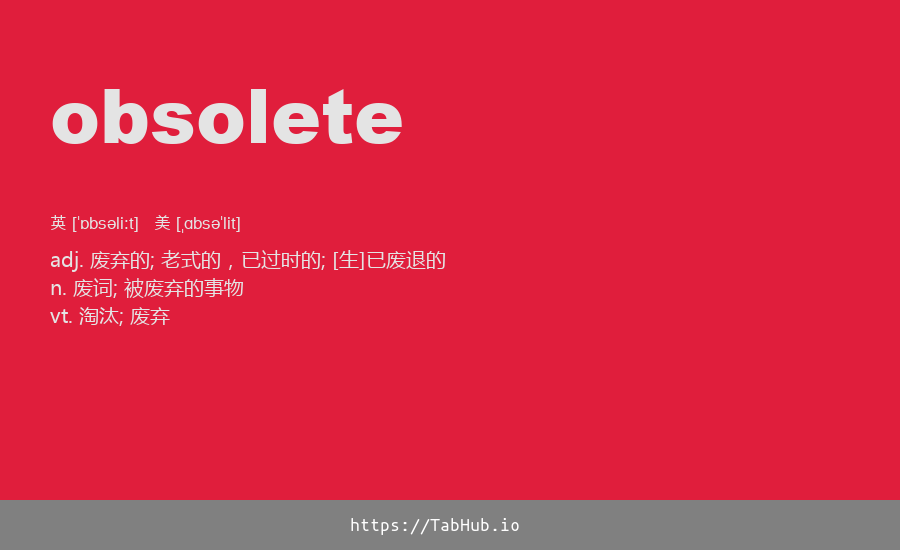 obsolete
英 [ˈɒbsəliːt]   美 [ˌɑbsəˈlit]
adj. 废弃的; 老式的，已过时的; [生]已废退的
n. 废词; 被废弃的事物
vt. 淘汰; 废弃
https://TabHub.io